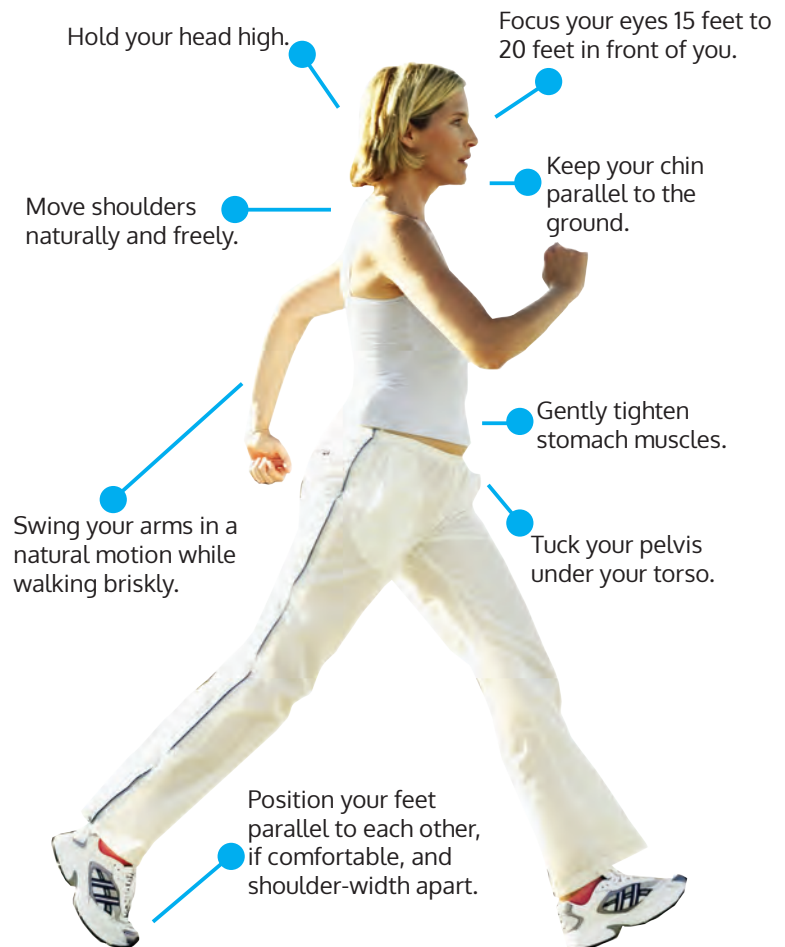 Hold your head high.
Focus your eyes 15 feet to
20 feet in front of you.
Keep your chin
parallel to the
ground.
Move shoulders
naturally and freely.
Gently tighten
stomach muscles.
Swing your arms in a
natural motion while
walking briskly.
Tuck your pelvis
under your torso.
Position your feet
parallel to each other,
if comfortable, and
shoulder-width apart.